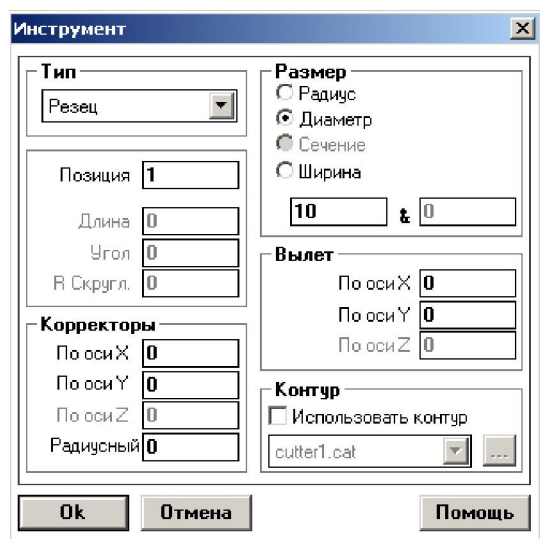 Инструмент
Тип
Резец
Позиция 1
Длина 0
Угол 0
R Скругл. 0
Корректоры
По оси X 0
По оси Y 0
По оси Z 0
Радиусный 0
Размер
Радиус
Диаметр
Сечение
Ширина
10 & 0
Вылет
По оси X 0
По оси Y 0
По оси Z 0
Контур
Использовать контур
cutter1.cat ...
Ok Отмена Помощь